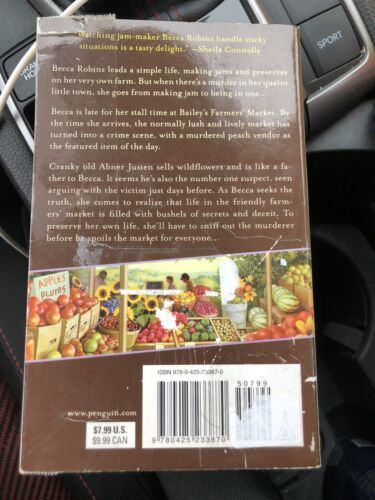 "Watching jam-maker Becca Robins handle sticky
situations is a tasty delight." —Sheila Connolly
Becca Robins leads a simple life, making jams and preserves
on her very own farm. But when there's a murder in her quaint
little town, she goes from making jam to being in one...
Becca is late for her stall time at Bailey's Farmers' Market. By
the time she arrives, the normally lush and lively market has
turned into a crime scene, with a murdered peach vendor as
the featured item of the day.
Cranky old Abner Justen sells wildflowers and is like a fa-
ther to Becca. It seems he's also the number one suspect, seen
arguing with the victim just days before. As Becca seeks the
truth, she comes to realize that life in the friendly farm-
ers' market is filled with bushels of secrets and deceit. To
preserve her own life, she'll have to sniff out the murderer
before he spoils the market for everyone...
APPLES
PLUMS
ISBN 978-0-425-23387-0
50799
www.penguin.com
$7.99 U.S.
$9.99 CAN
9 780425 233870
SPORT
HO